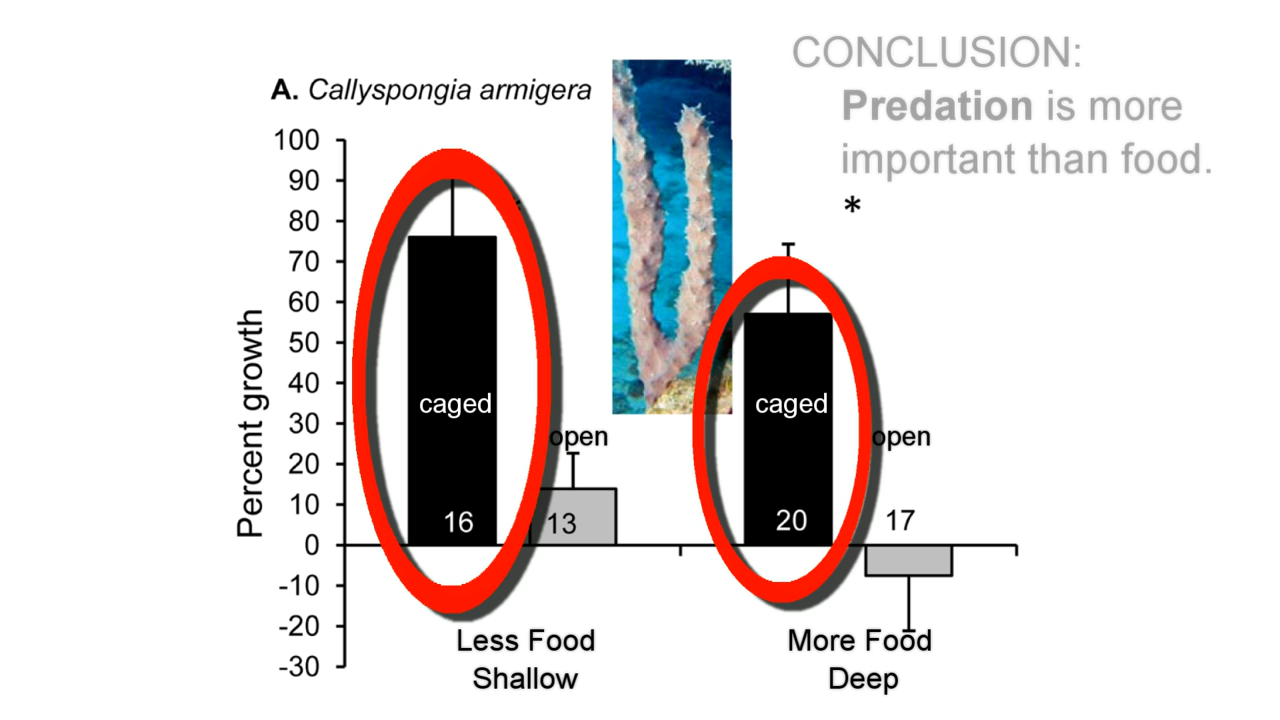 CONCLUSION:
Predation is more
important than food.
A. Callyspongia armigera
*
Percent growth
100
90
80
70
60
50
40
30
20
10
0
-10
-20
-30
caged
16
open
13
caged
20
open
17
Less Food
Shallow
More Food
Deep